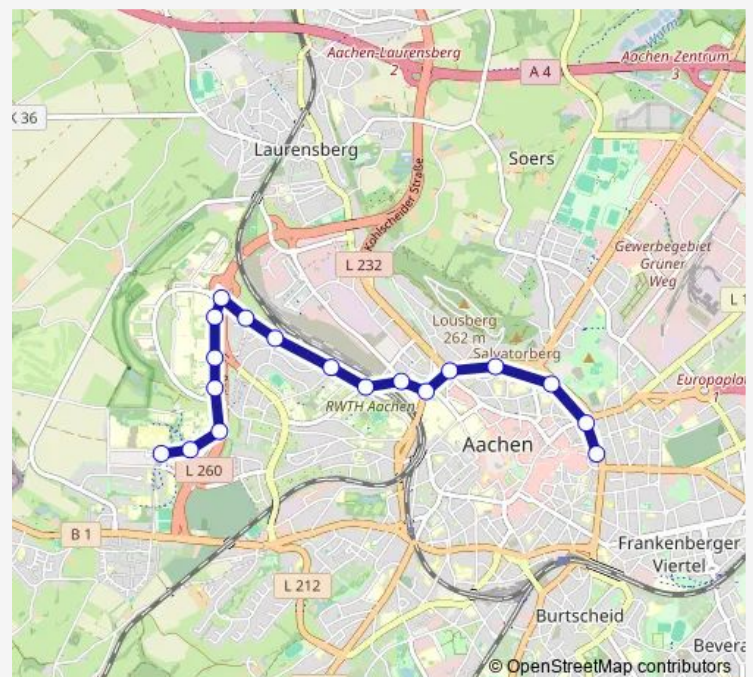 Aachen-Laurensberg
2
Aachen-Zentrum
3
A 4
K 36
Laurensberg
Soers
Kohlscheider Straße
Gewerbegebiet
Grüner
Weg
L 232
L 1
Lousberg
262 m
Salvatorberg
Europaplat
1
RWTH Aachen
Aachen
L 260
B 1
Frankenberger
Viertel
L 212
Burtscheid
Bevera
© OpenStreetMap contributors